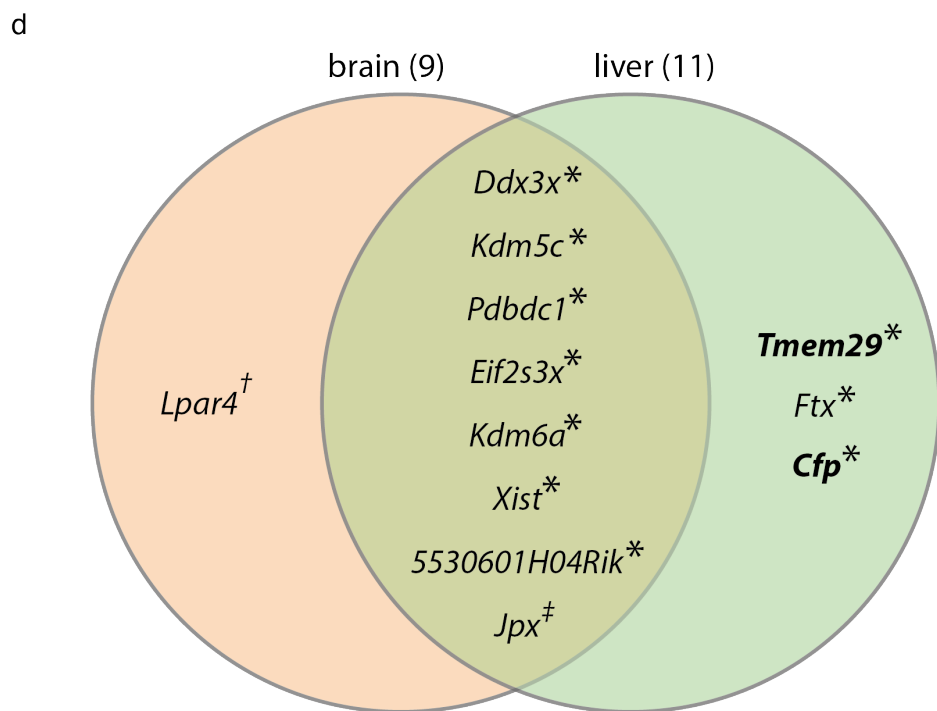 d
brain (9)
liver (11)
Ddx3x*
Kdm5c*
Pdbdc1*
Eif2s3x*
Kdm6a*
Xist*
5530601H04Rik*
Jpx‡
Lpar4†
Tmem29*
Ftx*
Cfp*